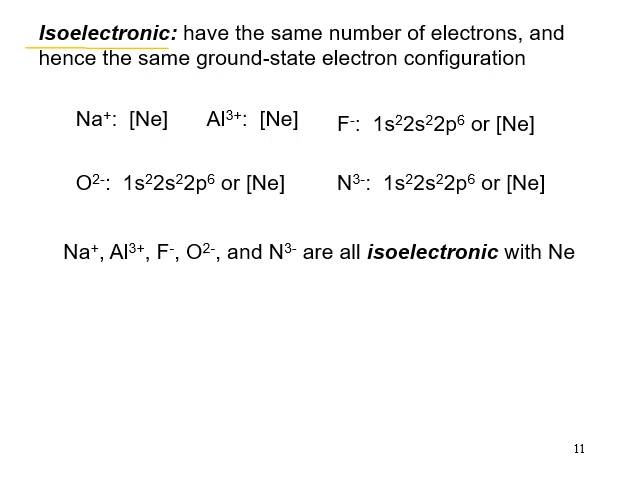 Isoelectronic: have the same number of electrons, and
hence the same ground-state electron configuration
Na⁺: [Ne] Al³⁺: [Ne] F⁻: 1s²2s²2p⁶ or [Ne]
O²⁻: 1s²2s²2p⁶ or [Ne] N³⁻: 1s²2s²2p⁶ or [Ne]
Na⁺, Al³⁺, F⁻, O²⁻, and N³⁻ are all isoelectronic with Ne
11